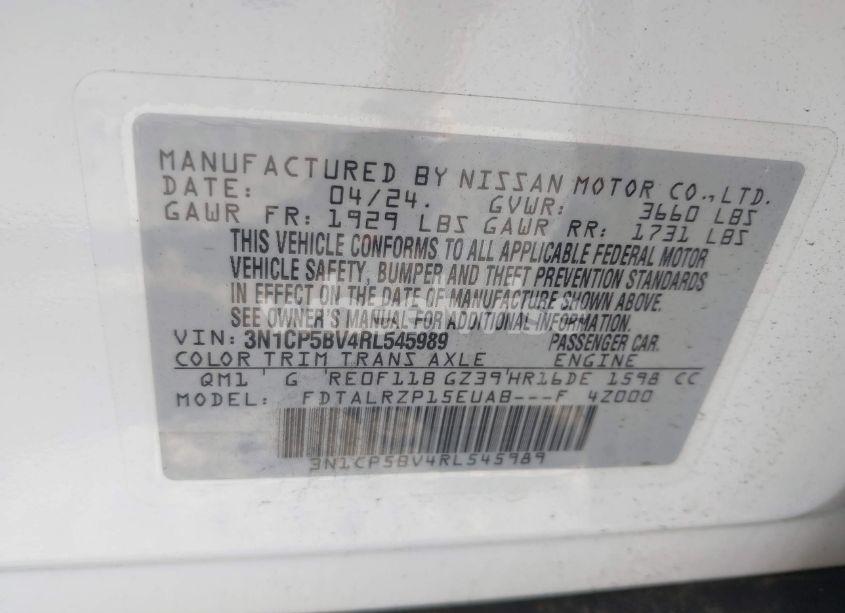 MANUFACTURED BY NISSAN MOTOR CO.,LTD.
DATE: 04/24. GVWR: 3660 LBS
GAWR FR: 1929 LBS GAWR RR: 1731 LBS
THIS VEHICLE CONFORMS TO ALL APPLICABLE FEDERAL MOTOR
VEHICLE SAFETY, BUMPER AND THEFT PREVENTION STANDARDS
IN EFFECT ON THE DATE OF MANUFACTURE SHOWN ABOVE.
SEE OWNER'S MANUAL FOR ADDITIONAL INFORMATION.
VIN: 3N1CP5BV4RL545989 PASSENGER CAR.
COLOR TRIM TRANS AXLE ENGINE
QM1 ' G 'RE0F11B GZ39'HR16DE 1598 CC
MODEL: FDTALRZP15EUAB---F 4Z000
3N1CP5BV4RL545989